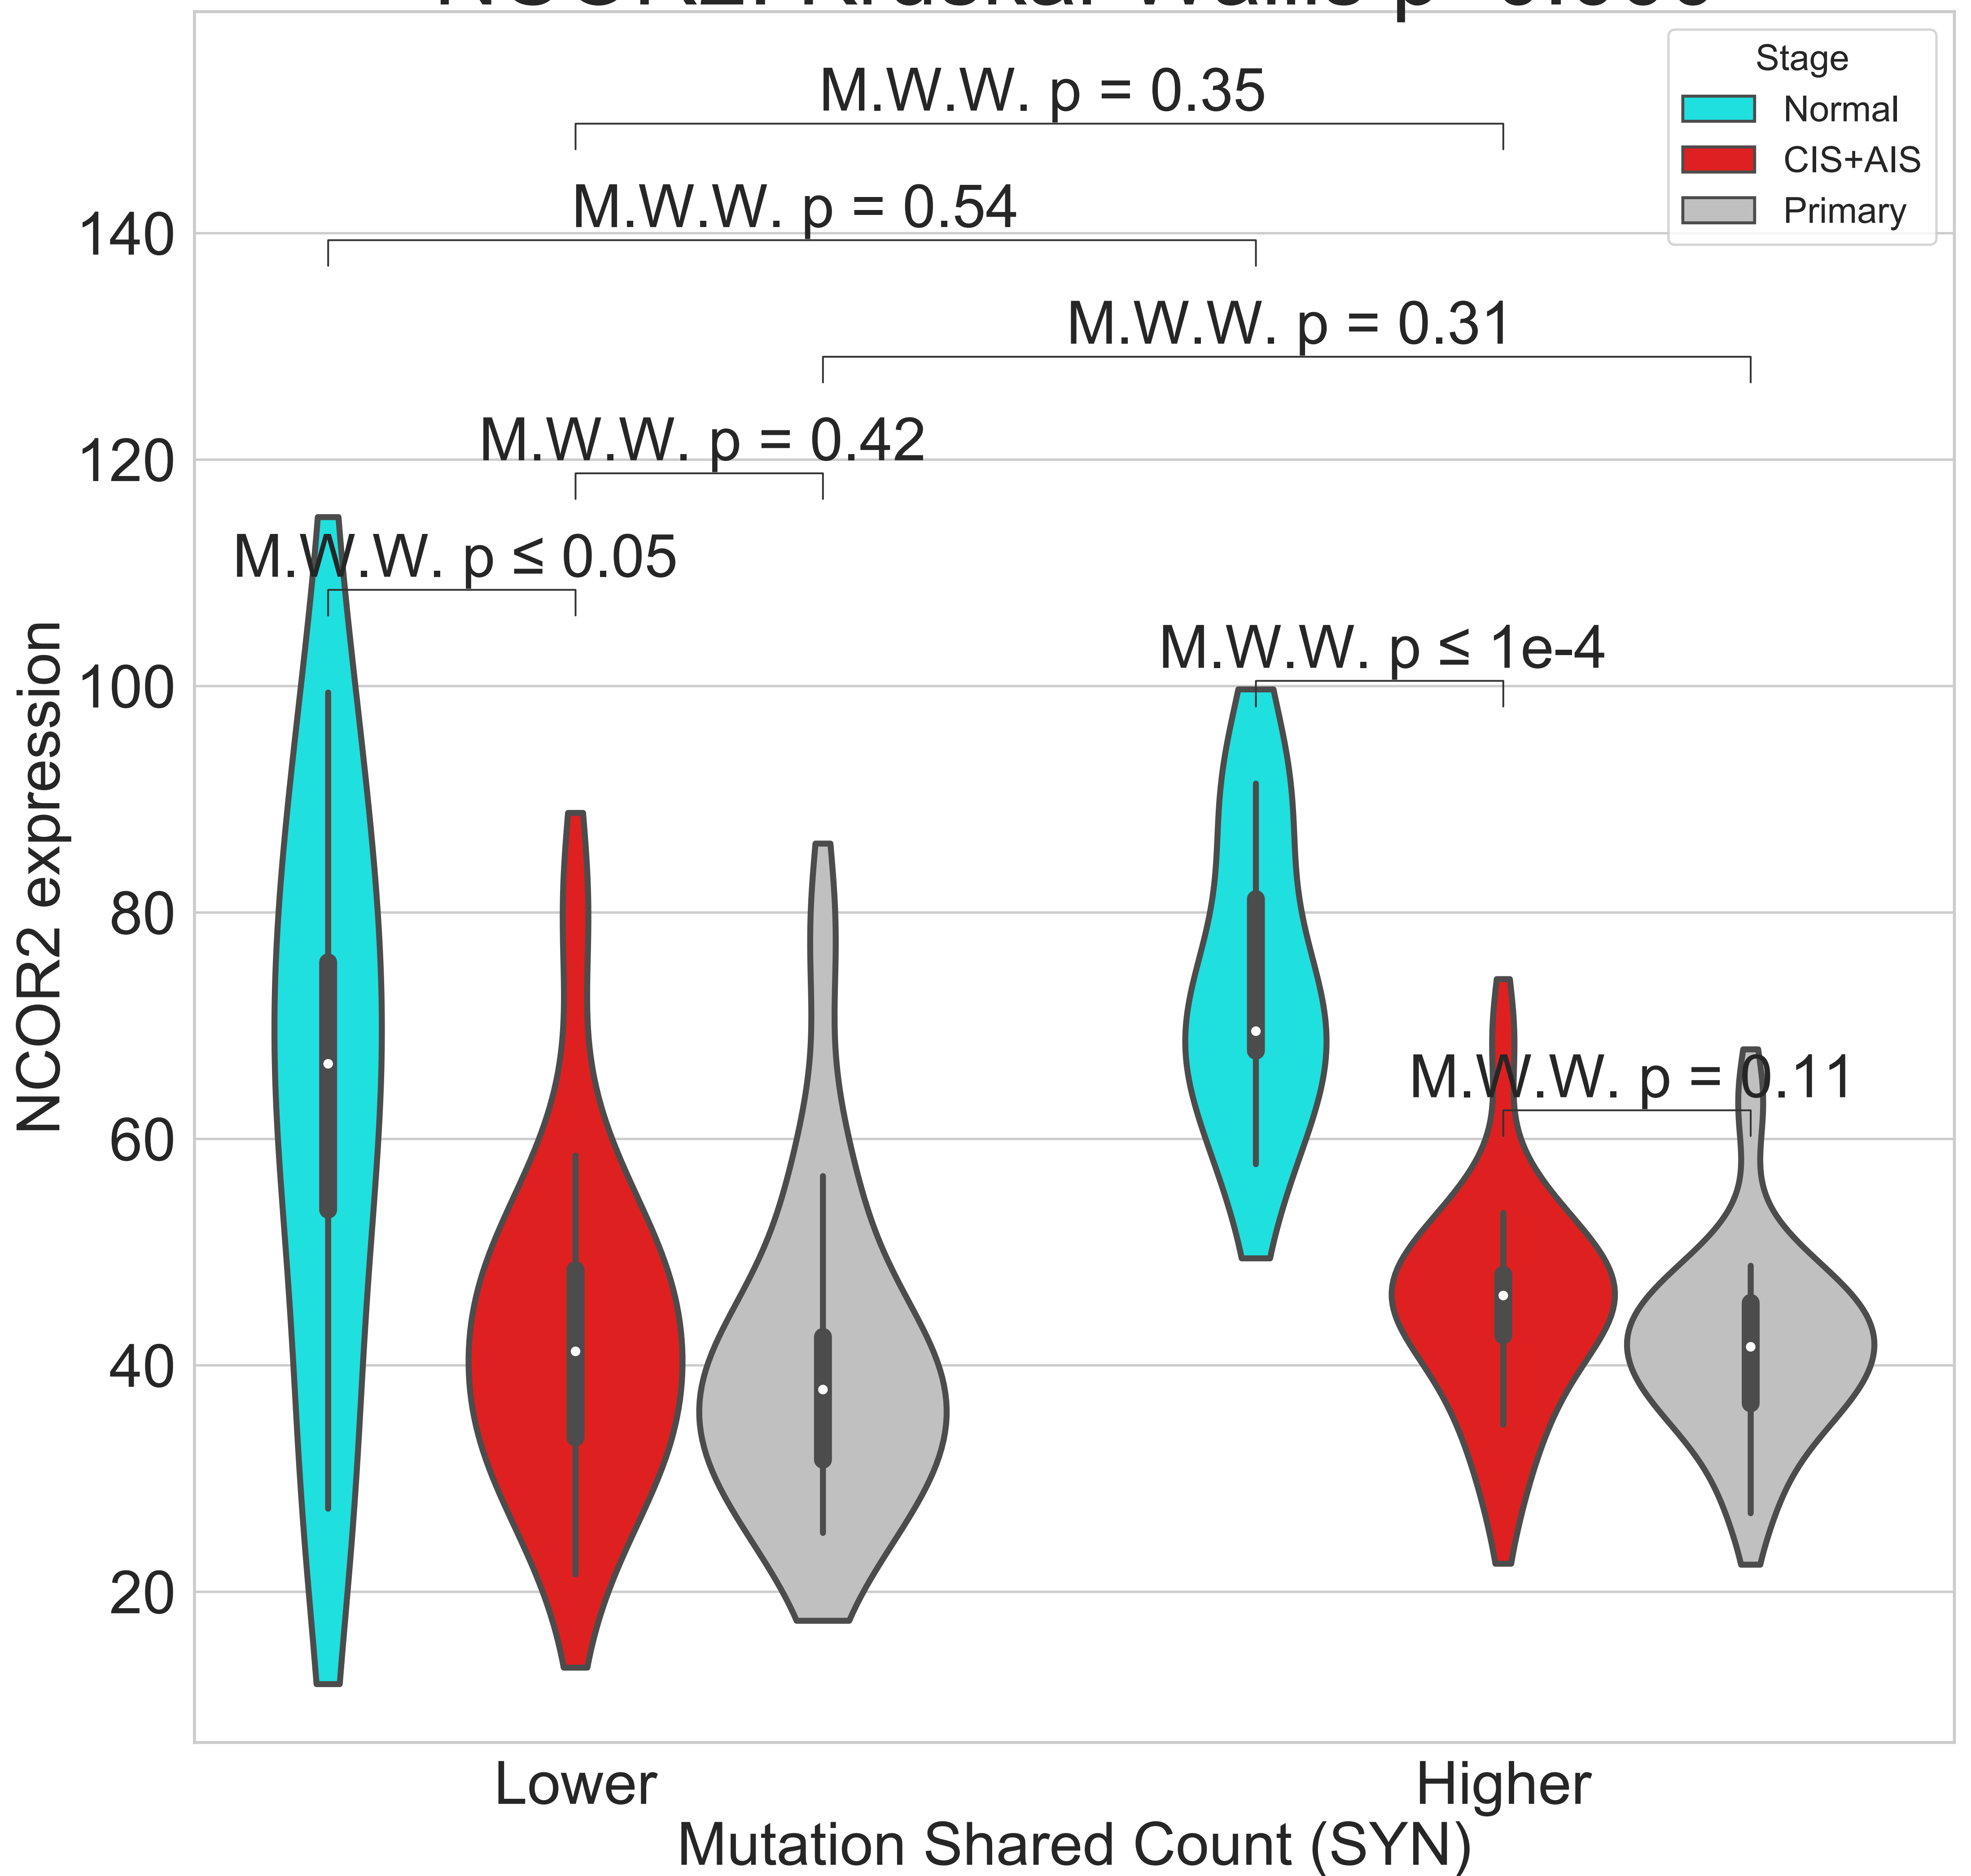 Stage
Normal
CIS+AIS
Primary
M.W.W. p = 0.35
M.W.W. p = 0.54
M.W.W. p = 0.31
M.W.W. p = 0.42
M.W.W. p ≤ 0.05
M.W.W. p ≤ 1e-4
M.W.W. p = 0.11
140
120
100
80
60
40
20
NCOR2 expression
Lower
Higher
Mutation Shared Count (SYN)